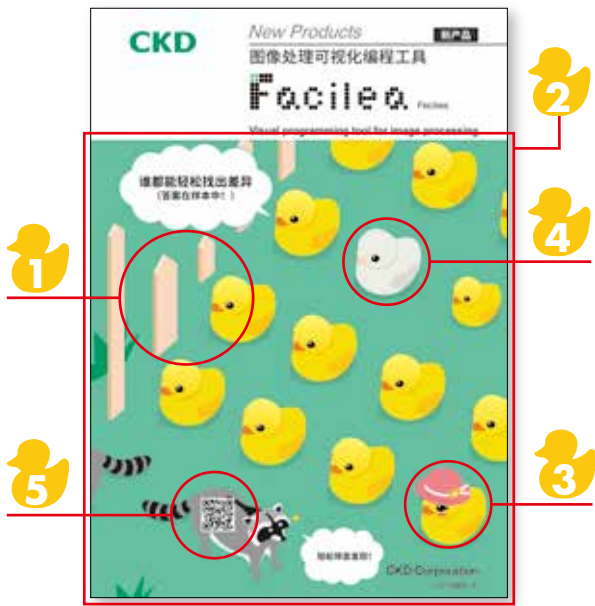 CKD
New Products
新产品
图像处理可视化编程工具
Facilea
Facilea
Visual programming tool for image processing
谁都能轻松找出差异
(答案在样本中! )
1
2
3
4
5
CKD Corporation